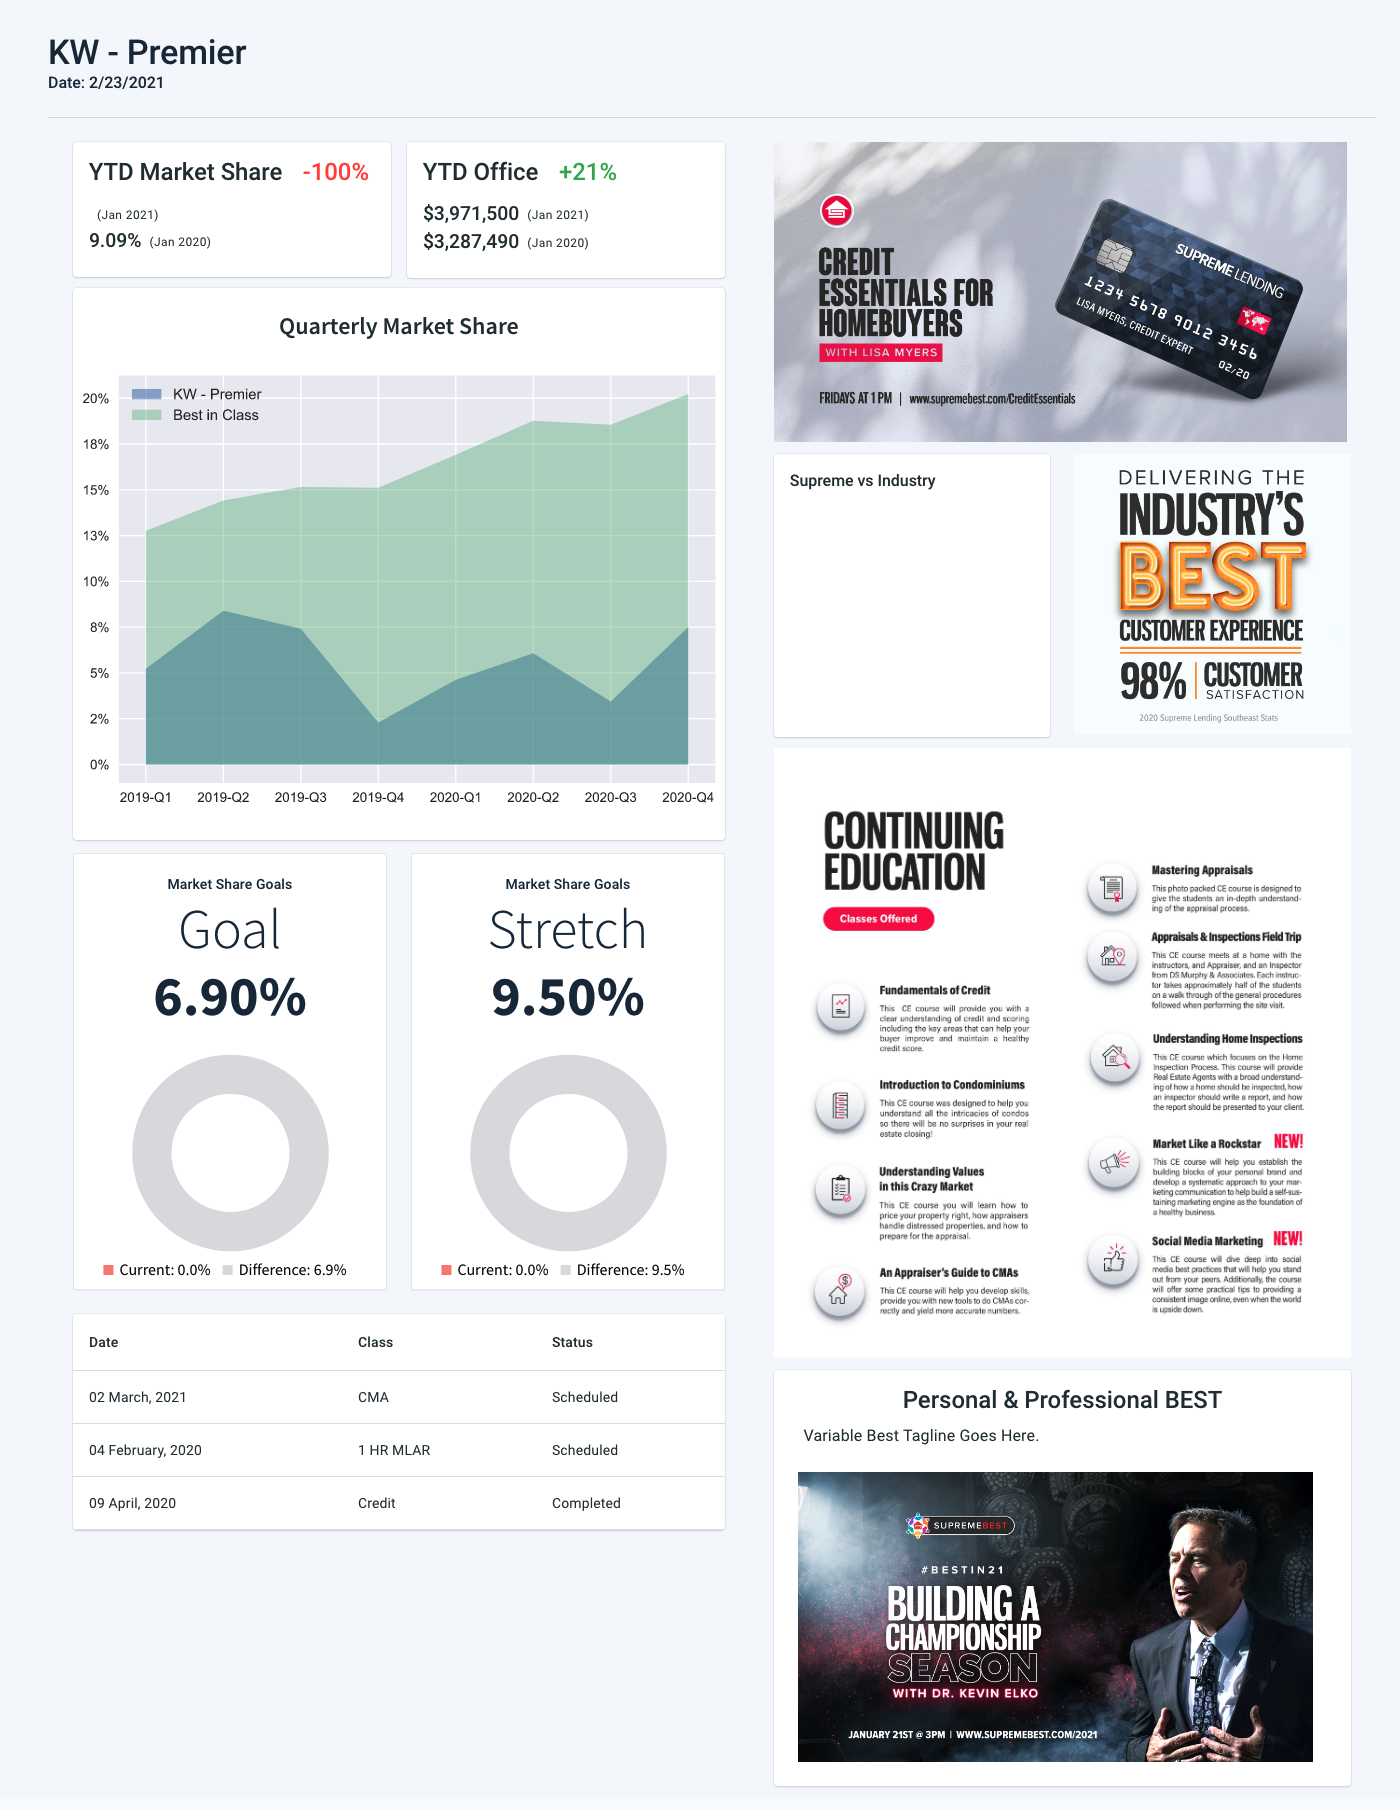 KW - Premier
Date: 2/23/2021
YTD Market Share -100%
(Jan 2021)
9.09% (Jan 2020)
YTD Office +21%
$3,971,500 (Jan 2021)
$3,287,490 (Jan 2020)
Quarterly Market Share
KW - Premier
Best in Class
20%
18%
15%
13%
10%
8%
5%
2%
0%
2019-Q1 2019-Q2 2019-Q3 2019-Q4 2020-Q1 2020-Q2 2020-Q3 2020-Q4
Market Share Goals
Goal
6.90%
Current: 0.0% Difference: 6.9%
Market Share Goals
Stretch
9.50%
Current: 0.0% Difference: 9.5%
Date Class Status
02 March, 2021 CMA Scheduled
04 February, 2020 1 HR MLAR Scheduled
09 April, 2020 Credit Completed
CREDIT
ESSENTIALS FOR
HOMEBUYERS
WITH LISA MYERS
FRIDAYS AT 1 PM | www.supremebest.com/CreditEssentials
SUPREME LENDING
1234 5678 9012 3456
LISA MYERS, CREDIT EXPERT
02/20
Supreme vs Industry
DELIVERING THE
INDUSTRY'S
BEST
CUSTOMER EXPERIENCE
98% | CUSTOMER
SATISFACTION
2020 Supreme Lending Southeast Stats
CONTINUING
EDUCATION
Classes Offered
Fundamentals of Credit
This CE course will provide you with a
clear understanding of credit and scoring
including the key areas that can help your
buyer improve and maintain a healthy
credit score.
Introduction to Condominiums
This CE course was designed to help you
understand all the intricacies of condos
so there will be no surprises in your real
estate closing!
Understanding Values
in this Crazy Market
This CE course you will learn how to
price your property right, how appraisers
handle distressed properties, and how to
prepare for the appraisal.
An Appraiser's Guide to CMAs
This CE course will help you develop skills,
provide you with new tools to do CMAs cor-
rectly and yield more accurate numbers.
Mastering Appraisals
This photo packed CE course is designed to
give the students an in-depth understand-
ing of the appraisal process.
Appraisals & Inspections Field Trip
This CE course meets at a home with the
instructors, and Appraiser, and an Inspector
from DS Murphy & Associates. Each instruc-
tor takes approximately half of the students
on a walk through of the general procedures
followed when performing the site visit.
Understanding Home Inspections
This CE course which focuses on the Home
Inspection Process. This course will provide
Real Estate Agents with a broad understand-
ing of how a home should be inspected, how
an inspector should write a report, and how
the report should be presented to your client.
Market Like a Rockstar NEW!
This CE course will help you establish the
building blocks of your personal brand and
develop a systematic approach to your mar-
keting communication to help build a self-sus-
taining marketing engine as the foundation of
a healthy business.
Social Media Marketing NEW!
This CE course will dive deep into social
media best practices that will help you stand
out from your peers. Additionally, the course
will offer some practical tips to providing a
consistent image online, even when the world
is upside down.
Personal & Professional BEST
Variable Best Tagline Goes Here.
SUPREMEBEST
#BESTIN21
BUILDING A
CHAMPIONSHIP
SEASON
WITH DR. KEVIN ELKO
JANUARY 21ST @ 3PM | WWW.SUPREMEBEST.COM/2021